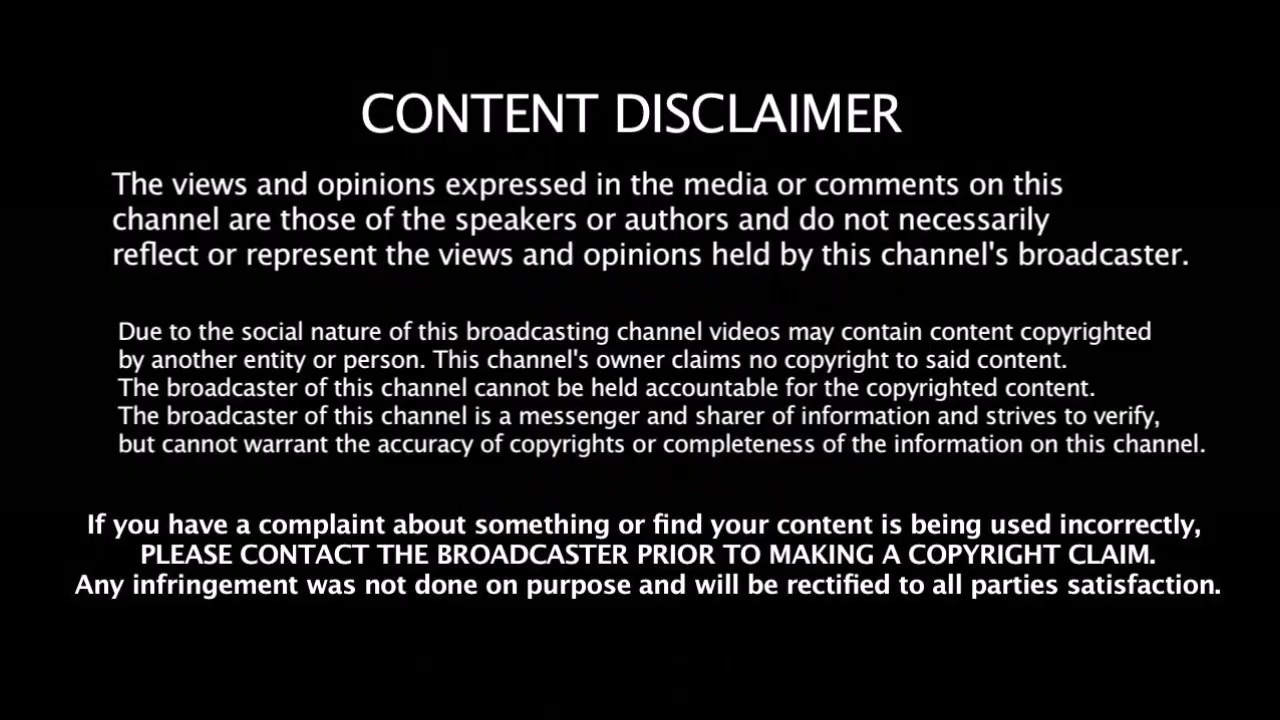 CONTENT DISCLAIMER
The views and opinions expressed in the media or comments on this
channel are those of the speakers or authors and do not necessarily
reflect or represent the views and opinions held by this channel's broadcaster.
Due to the social nature of this broadcasting channel videos may contain content copyrighted
by another entity or person. This channel's owner claims no copyright to said content.
The broadcaster of this channel cannot be held accountable for the copyrighted content.
The broadcaster of this channel is a messenger and sharer of information and strives to verify,
but cannot warrant the accuracy of copyrights or completeness of the information on this channel.
If you have a complaint about something or find your content is being used incorrectly,
PLEASE CONTACT THE BROADCASTER PRIOR TO MAKING A COPYRIGHT CLAIM.
Any infringement was not done on purpose and will be rectified to all parties satisfaction.